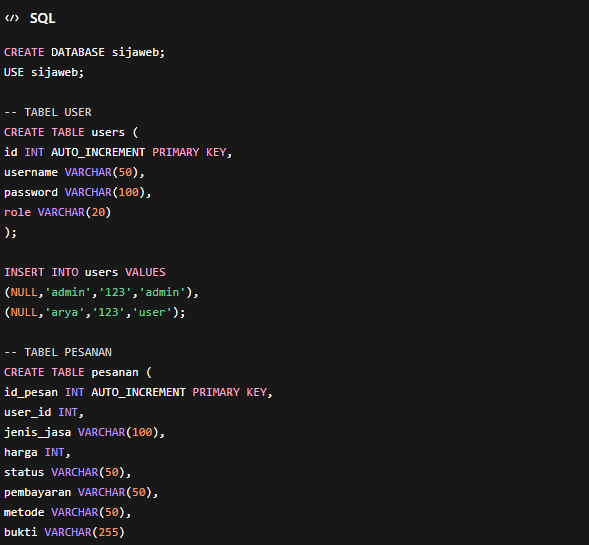 </> SQL
CREATE DATABASE sijaweb;
USE sijaweb;
-- TABEL USER
CREATE TABLE users (
id INT AUTO_INCREMENT PRIMARY KEY,
username VARCHAR(50),
password VARCHAR(100),
role VARCHAR(20)
);
INSERT INTO users VALUES
(NULL,'admin','123','admin'),
(NULL,'arya','123','user');
-- TABEL PESANAN
CREATE TABLE pesanan (
id_pesan INT AUTO_INCREMENT PRIMARY KEY,
user_id INT,
jenis_jasa VARCHAR(100),
harga INT,
status VARCHAR(50),
pembayaran VARCHAR(50),
metode VARCHAR(50),
bukti VARCHAR(255)